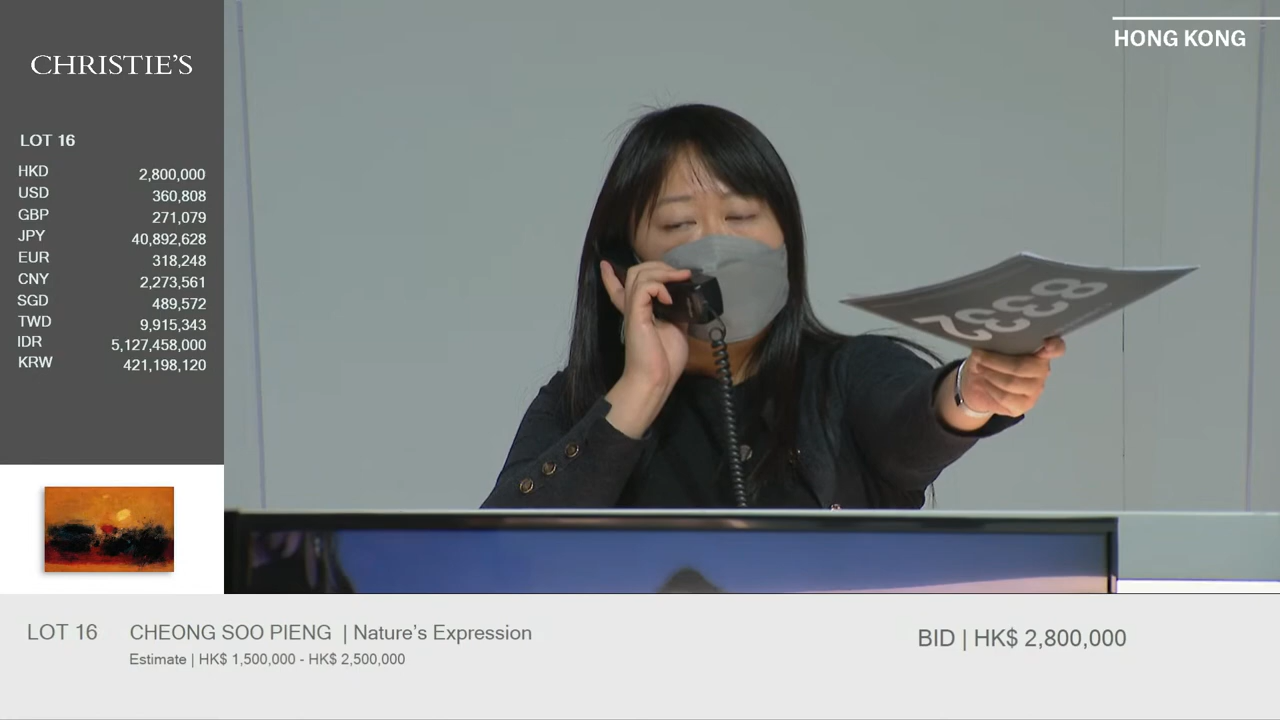 CHRISTIE'S
HONG KONG
LOT 16
HKD 2,800,000
USD 360,808
GBP 271,079
JPY 40,892,628
EUR 318,248
CNY 2,273,561
SGD 489,572
TWD 9,915,343
IDR 5,127,458,000
KRW 421,198,120
8332
LOT 16 CHEONG SOO PIENG | Nature's Expression
Estimate | HK$ 1,500,000 - HK$ 2,500,000
BID | HK$ 2,800,000